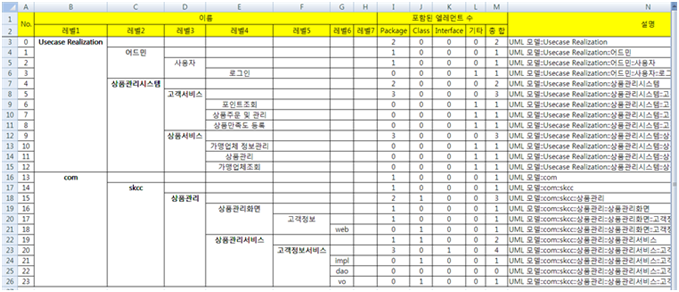 A B C D E F G H I J K L M N
1 No. 이름 포함된 엘레먼트 수 설명
2 레벨1 레벨2 레벨3 레벨4 레벨5 레벨6 레벨7 Package Class Interface 기타 총 합
3 0 Usecase Realization 2 0 0 0 2 UML 모델::Usecase Realization
4 1 어드민 1 0 0 0 1 UML 모델::Usecase Realization::어드민
5 2 사용자 1 0 0 0 1 UML 모델::Usecase Realization::어드민::사용자
6 3 로그인 0 0 0 1 1 UML 모델::Usecase Realization::어드민::사용자::로그
7 4 상품관리시스템 2 0 0 0 2 UML 모델::Usecase Realization::상품관리시스템
8 5 고객서비스 3 0 0 0 3 UML 모델::Usecase Realization::상품관리시스템::고
9 6 포인트조회 0 0 0 1 1 UML 모델::Usecase Realization::상품관리시스템::고
10 7 상품주문 및 관리 0 0 0 1 1 UML 모델::Usecase Realization::상품관리시스템::고
11 8 상품만족도 등록 0 0 0 1 1 UML 모델::Usecase Realization::상품관리시스템::고
12 9 상품서비스 3 0 0 0 3 UML 모델::Usecase Realization::상품관리시스템::상
13 10 가맹업체 정보관리 0 0 0 1 1 UML 모델::Usecase Realization::상품관리시스템::상
14 11 상품관리 0 0 0 1 1 UML 모델::Usecase Realization::상품관리시스템::상
15 12 가맹업체조회 0 0 0 1 1 UML 모델::Usecase Realization::상품관리시스템::상
16 13 com 1 0 0 0 1 UML 모델::com
17 14 skcc 1 0 0 0 1 UML 모델::com::skcc
18 15 상품관리 2 1 0 0 3 UML 모델::com::skcc::상품관리
19 16 상품관리화면 1 0 0 0 1 UML 모델::com::skcc::상품관리::상품관리화면
20 17 고객정보 1 0 0 0 1 UML 모델::com::skcc::상품관리::상품관리화면::고객정
21 18 web 0 1 0 0 1 UML 모델::com::skcc::상품관리::상품관리화면::고객정
22 19 상품관리서비스 1 1 0 0 2 UML 모델::com::skcc::상품관리::상품관리서비스
23 20 고객정보서비스 3 0 1 0 4 UML 모델::com::skcc::상품관리::상품관리서비스::고객
24 21 impl 0 1 0 0 1 UML 모델::com::skcc::상품관리::상품관리서비스::고객
25 22 dao 0 0 0 0 0 UML 모델::com::skcc::상품관리::상품관리서비스::고객
26 23 vo 0 1 0 0 1 UML 모델::com::skcc::상품관리::상품관리서비스::고객